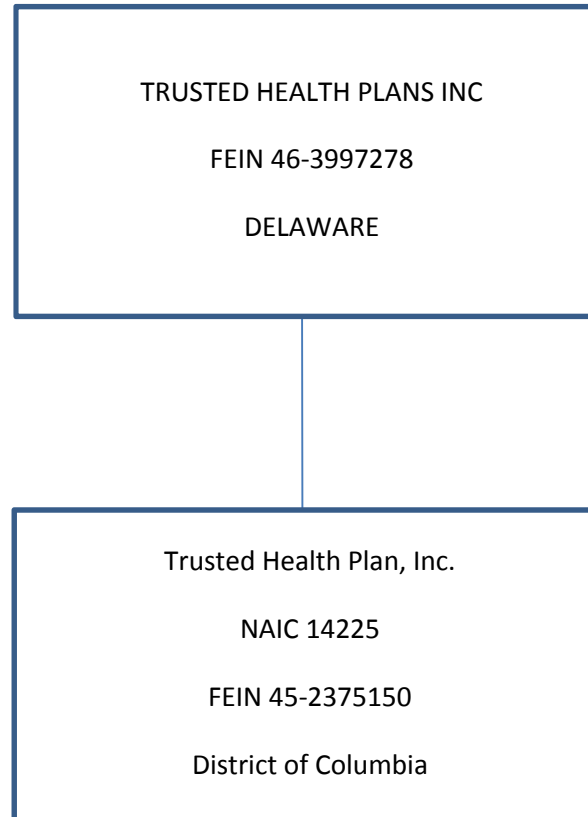 TRUSTED HEALTH PLANS INC
FEIN 46-3997278
DELAWARE
Trusted Health Plan, Inc.
NAIC 14225
FEIN 45-2375150
District of Columbia